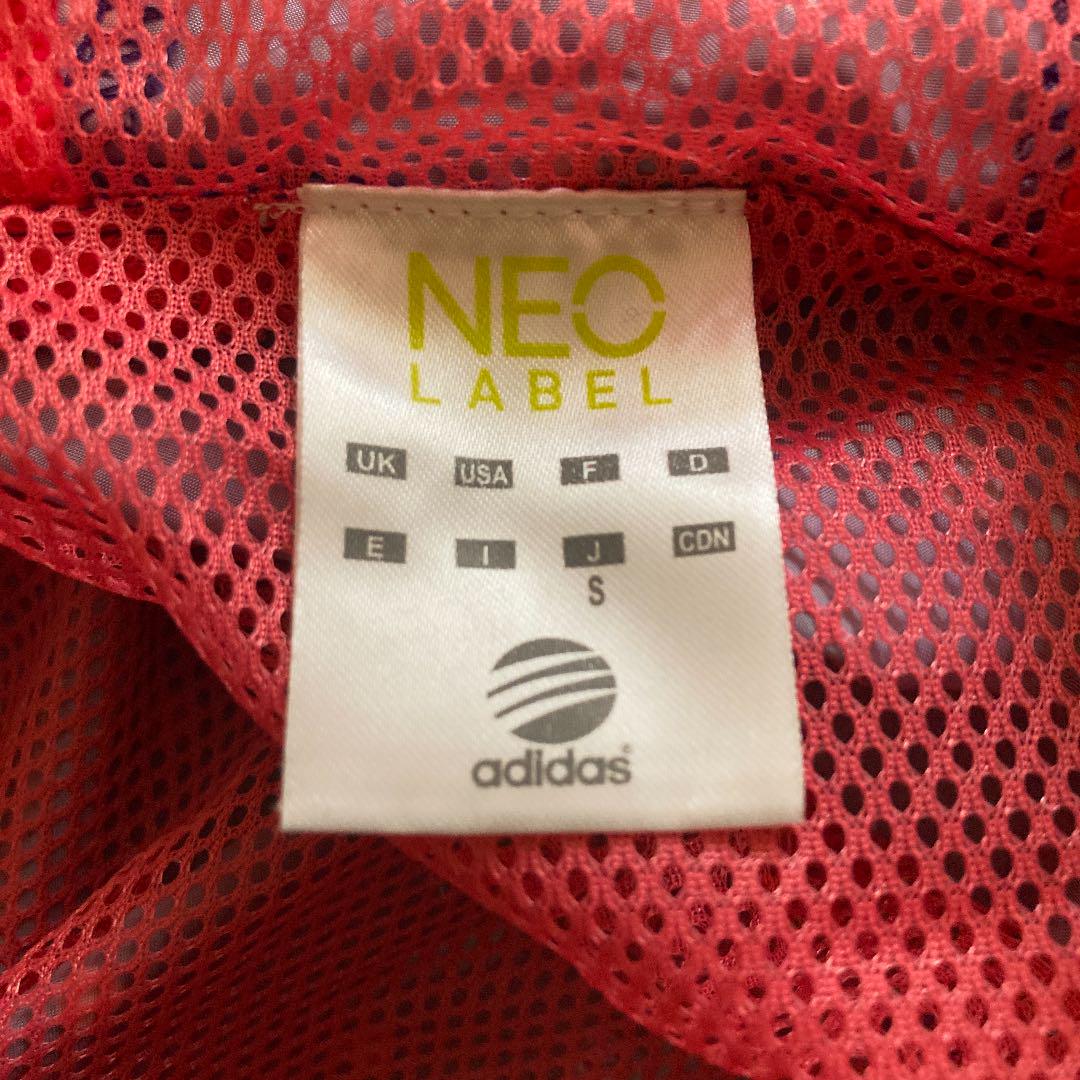 NEO
LABEL
UK USA F D
E I J CDN
S
adidas®